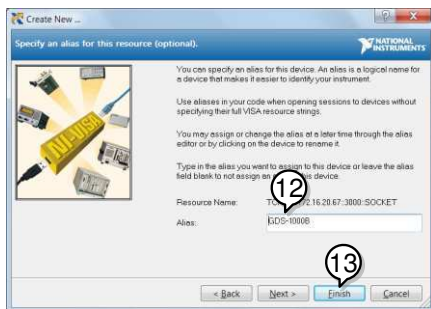 Create New ...
Specify an alias for this resource (optional).
NATIONAL
INSTRUMENTS
You can specify an alias for this device. An alias is a logical name for
a device that makes it easier to identify your instrument.
Use aliases in your code when opening sessions to devices without
specifying their full VISA resource strings.
You may assign or change the alias at a later time through the alias
editor or by clicking on the device to rename it.
Type in the alias you want to assign to this device or leave the alias
field blank to not assign an this device.
NI-VISA
12
Resource Name: 2.16.20.67::3000::SOCKET
Alias: GDS-1000B
13
< Back Next > Finish Cancel